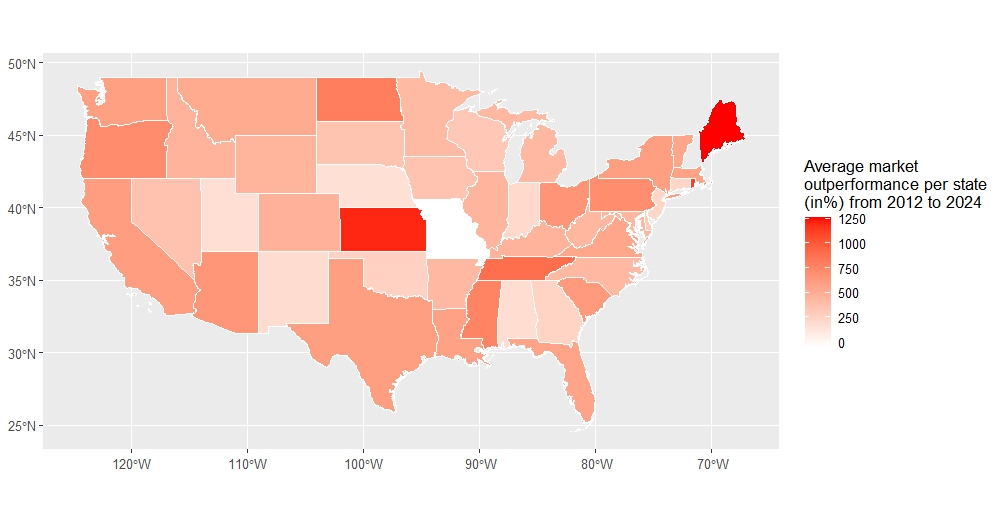 50°N
45°N
40°N
35°N
30°N
25°N
120°W
110°W
100°W
90°W
80°W
70°W
Average market
outperformance per state
(in%) from 2012 to 2024
1250
1000
750
500
250
0